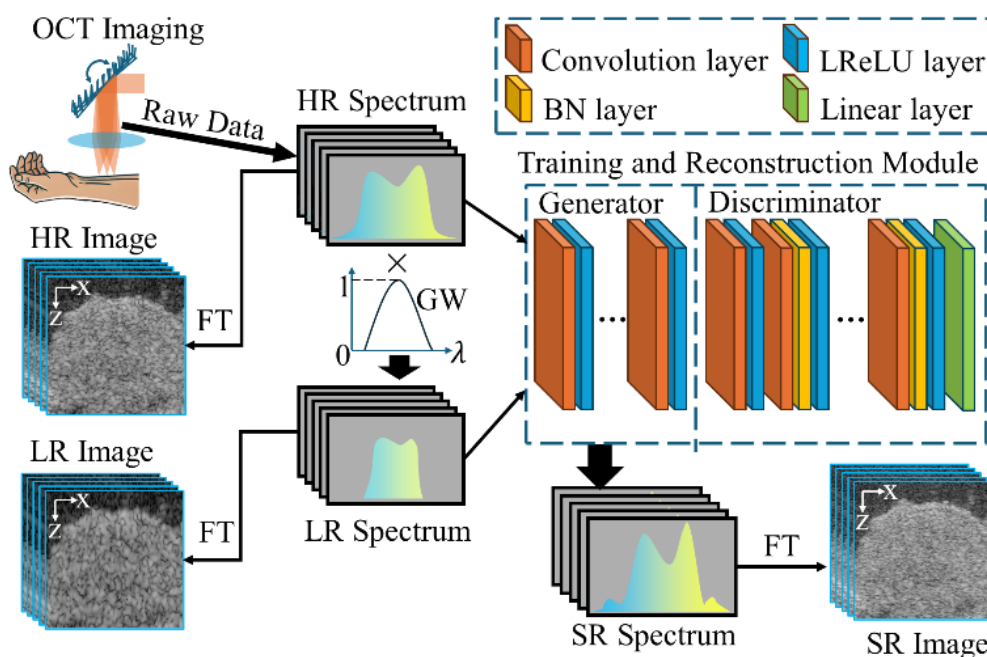 OCT Imaging
Raw Data
HR Spectrum
Convolution layer
LReLU layer
BN layer
Linear layer
Training and Reconstruction Module
Generator
Discriminator
HR Image
X
Z
FT
×
1
GW
0
λ
...
...
LR Image
X
Z
FT
LR Spectrum
SR Spectrum
FT
X
Z
SR Image